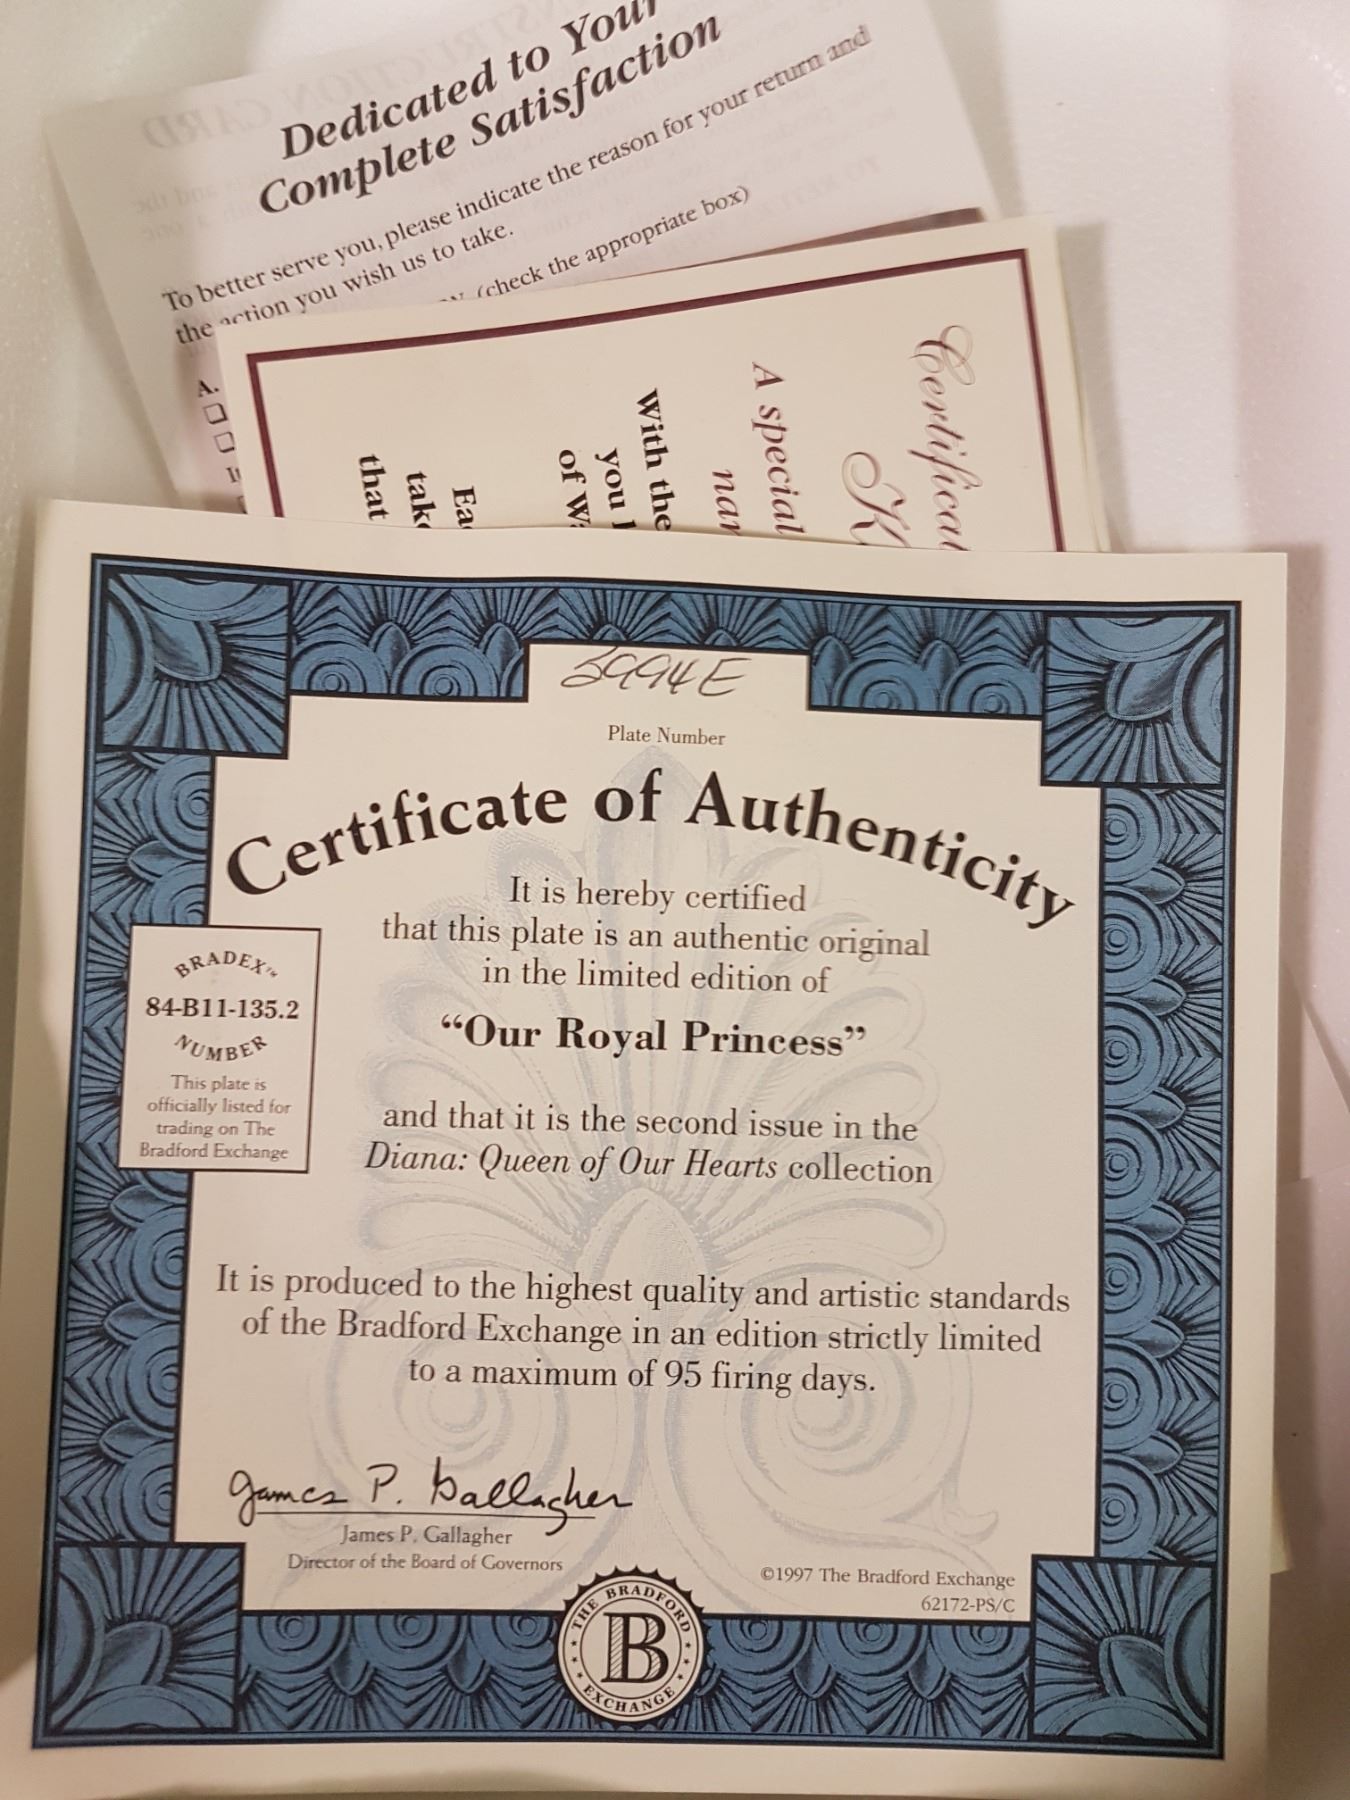 Dedicated to Your
Complete Satisfaction
To better serve you, please indicate the reason for your return and
the action you wish us to take.
(check the appropriate box)
A.
Certificat
K
A special
nar
With the
you
of W
Ea
take
that
5994E
Plate Number
Certificate of Authenticity
It is hereby certified
that this plate is an authentic original
in the limited edition of
“Our Royal Princess”
and that it is the second issue in the
Diana: Queen of Our Hearts collection
BRADEX™
84-B11-135.2
NUMBER
This plate is
officially listed for
trading on The
Bradford Exchange
It is produced to the highest quality and artistic standards
of the Bradford Exchange in an edition strictly limited
to a maximum of 95 firing days.
James P. Gallagher
James P. Gallagher
Director of the Board of Governors
©1997 The Bradford Exchange
62172-PS/C
THE BRADFORD
B
EXCHANGE